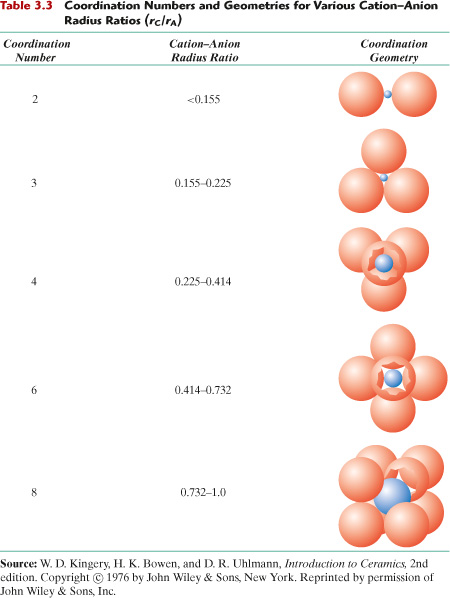 Table 3.3 Coordination Numbers and Geometries for Various Cation–Anion
Radius Ratios (rC/rA)
Coordination Number Cation–Anion Radius Ratio Coordination Geometry
2 <0.155
3 0.155–0.225
4 0.225–0.414
6 0.414–0.732
8 0.732–1.0
Source: W. D. Kingery, H. K. Bowen, and D. R. Uhlmann, Introduction to Ceramics, 2nd
edition. Copyright © 1976 by John Wiley & Sons, New York. Reprinted by permission of
John Wiley & Sons, Inc.